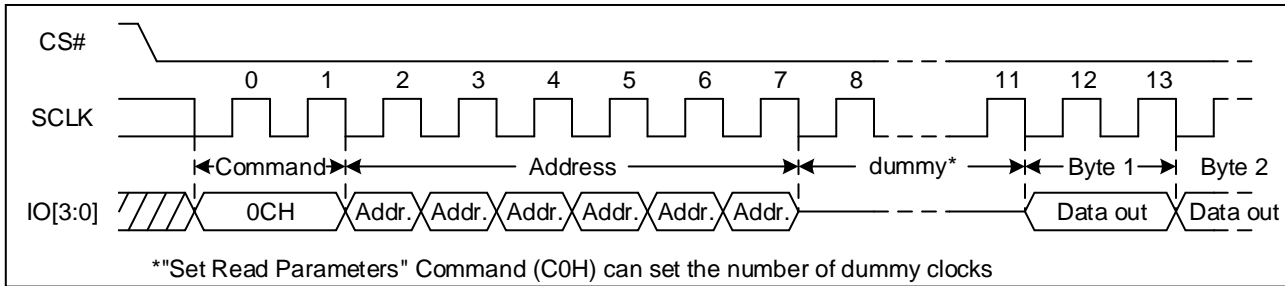 CS#
0 1 2 3 4 5 6 7 8 11 12 13
SCLK
Command Address dummy* Byte 1 Byte 2
IO[3:0] 0CH Addr. Addr. Addr. Addr. Addr. Addr. Data out Data out
*"Set Read Parameters" Command (C0H) can set the number of dummy clocks